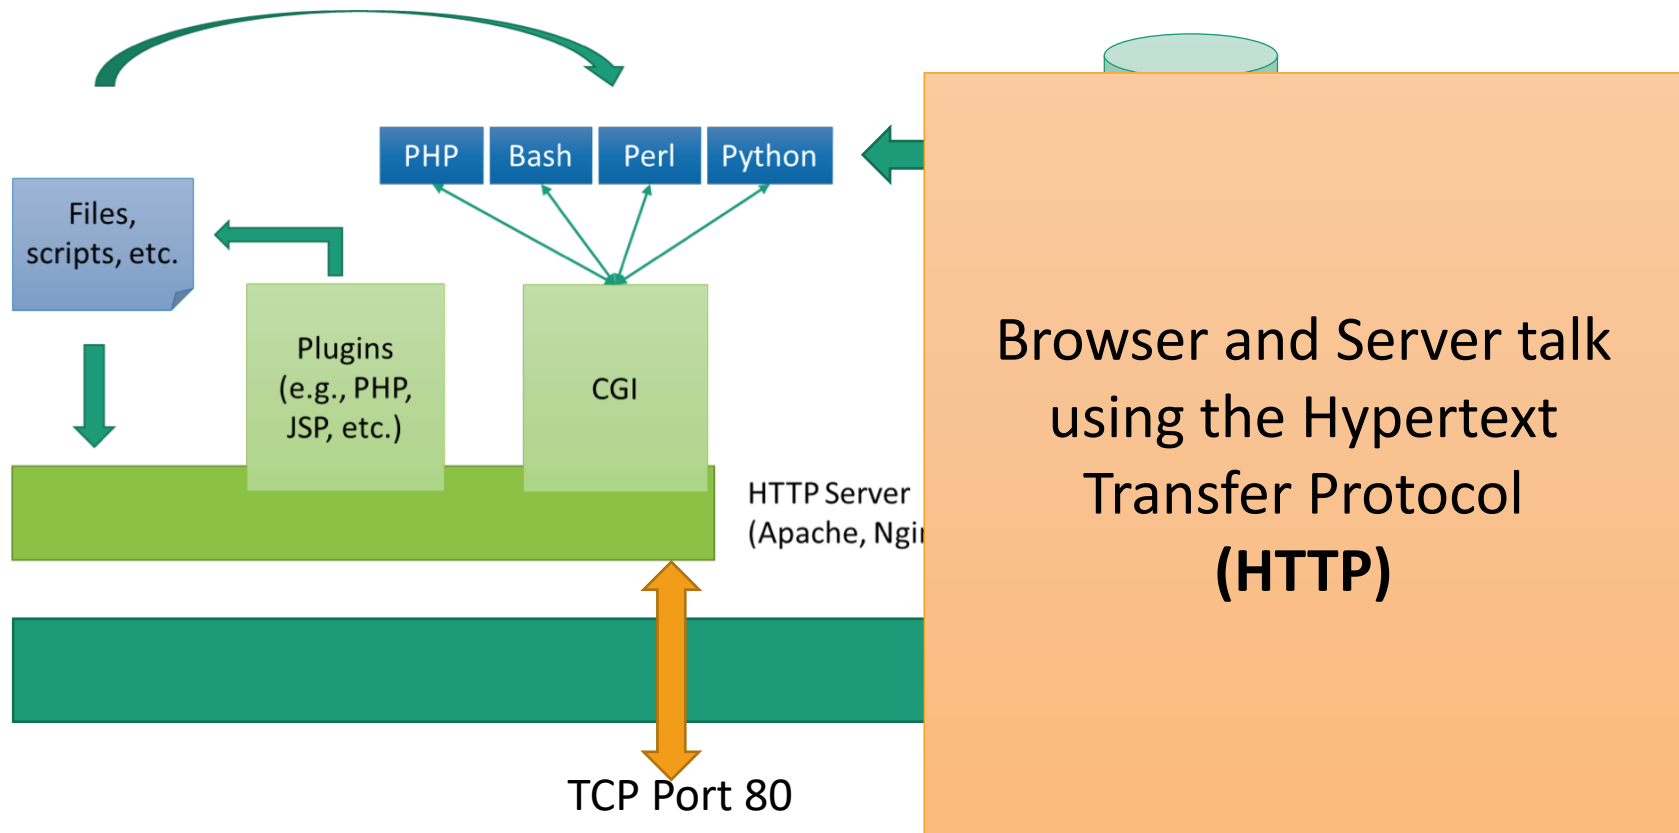 PHP Bash Perl Python
Files,
scripts, etc.
Plugins
(e.g., PHP,
JSP, etc.)
CGI
HTTP Server
(Apache,
TCP Port 80
Browser and Server talk
using the Hypertext
Transfer Protocol
(HTTP)